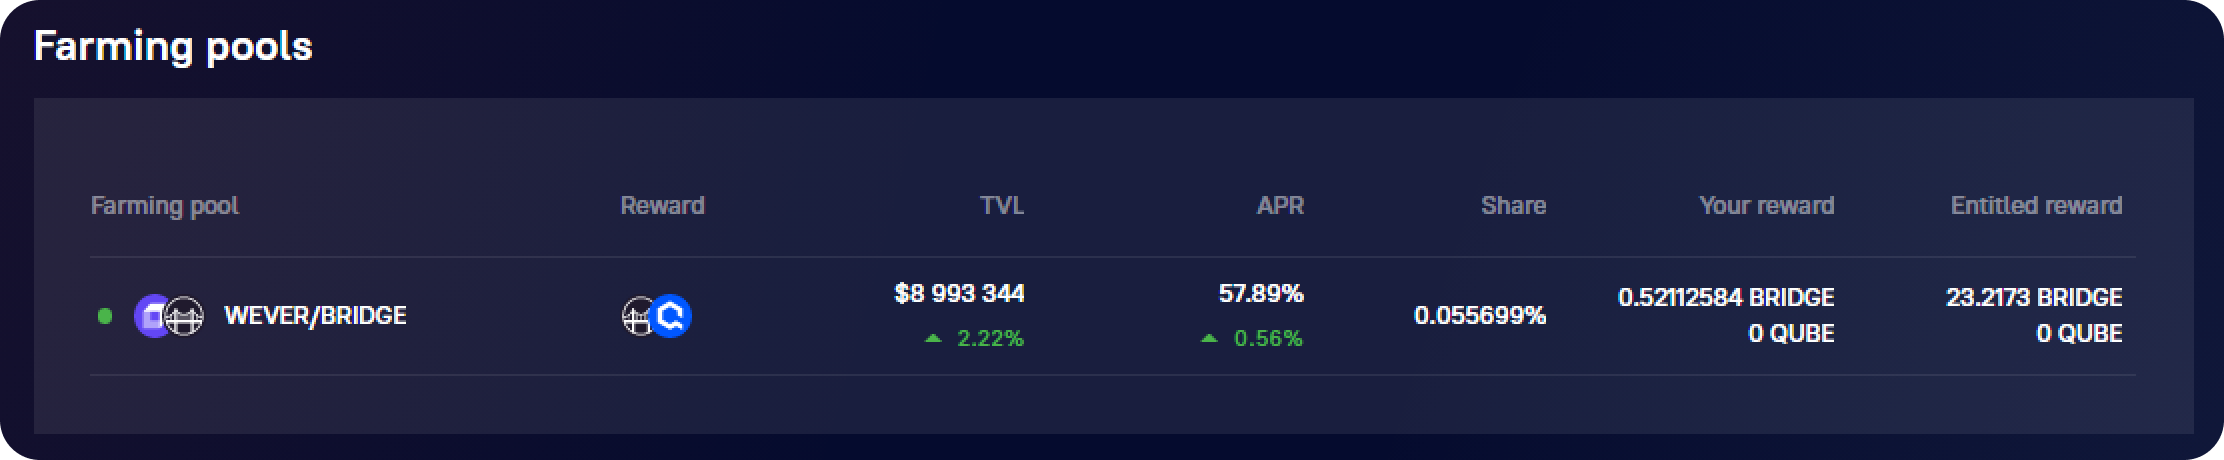 Farming pools
Farming pool Reward TVL APR Share Your reward Entitled reward
WEVER/BRIDGE $8 993 344 57.89% 0.055699% 0.52112584 BRIDGE 23.2173 BRIDGE
2.22% 0.56% 0 QUBE 0 QUBE